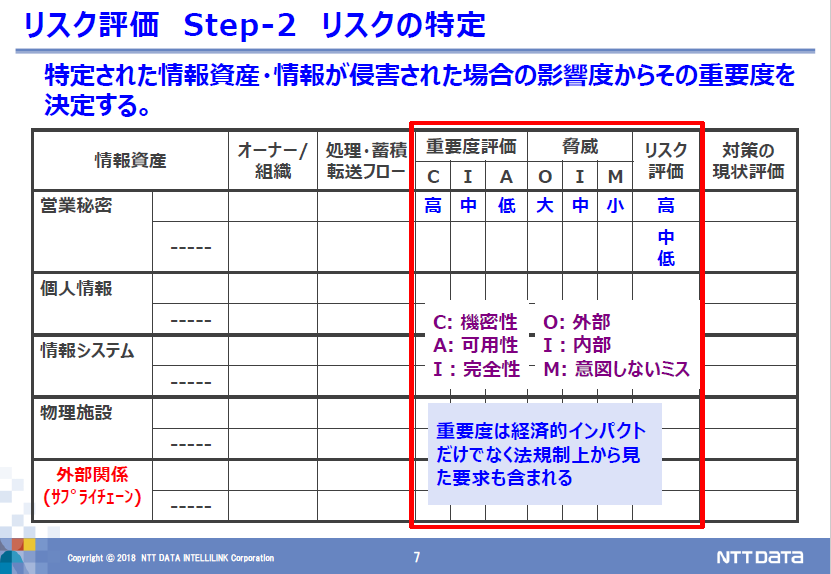 リスク評価 Step-2 リスクの特定
特定された情報資産・情報が侵害された場合の影響度からその重要度を
決定する。
情報資産
オーナー/
組織
処理・蓄積
転送フロー
重要度評価
脅威
リスク
評価
対策の
現状評価
C I A O I M
営業秘密
高 中 低 大 中 小 高
-----
中
低
個人情報
-----
C: 機密性
A: 可用性
I : 完全性
O: 外部
I : 内部
M: 意図しないミス
情報システム
-----
物理施設
-----
重要度は経済的インパクト
だけでなく法規制上から見
た要求も含まれる
外部関係
(ｻﾌﾟﾗｲﾁｪｰﾝ)
-----
Copyright © 2018 NTT DATA INTELLILINK Corporation
7
NTT DATA